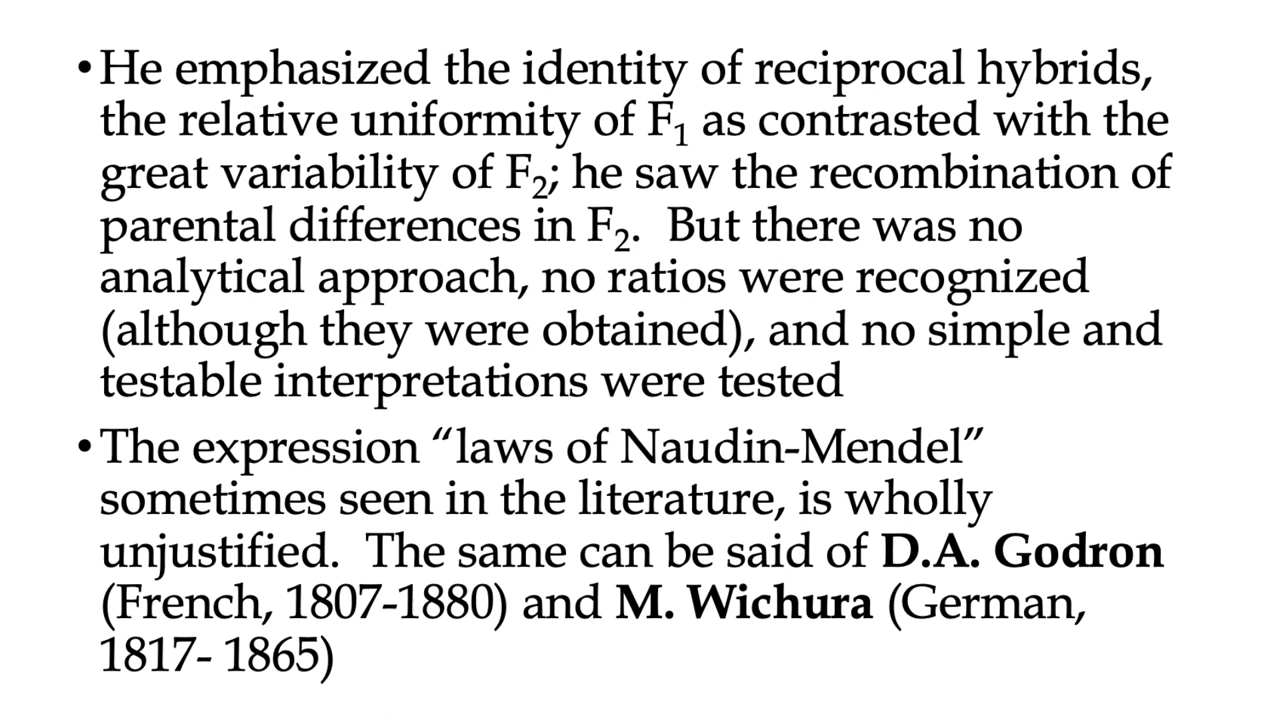 •He emphasized the identity of reciprocal hybrids,
the relative uniformity of F₁ as contrasted with the
great variability of F₂; he saw the recombination of
parental differences in F₂.  But there was no
analytical approach, no ratios were recognized
(although they were obtained), and no simple and
testable interpretations were tested
•The expression “laws of Naudin-Mendel”
sometimes seen in the literature, is wholly
unjustified.  The same can be said of D.A. Godron
(French, 1807-1880) and M. Wichura (German,
1817- 1865)